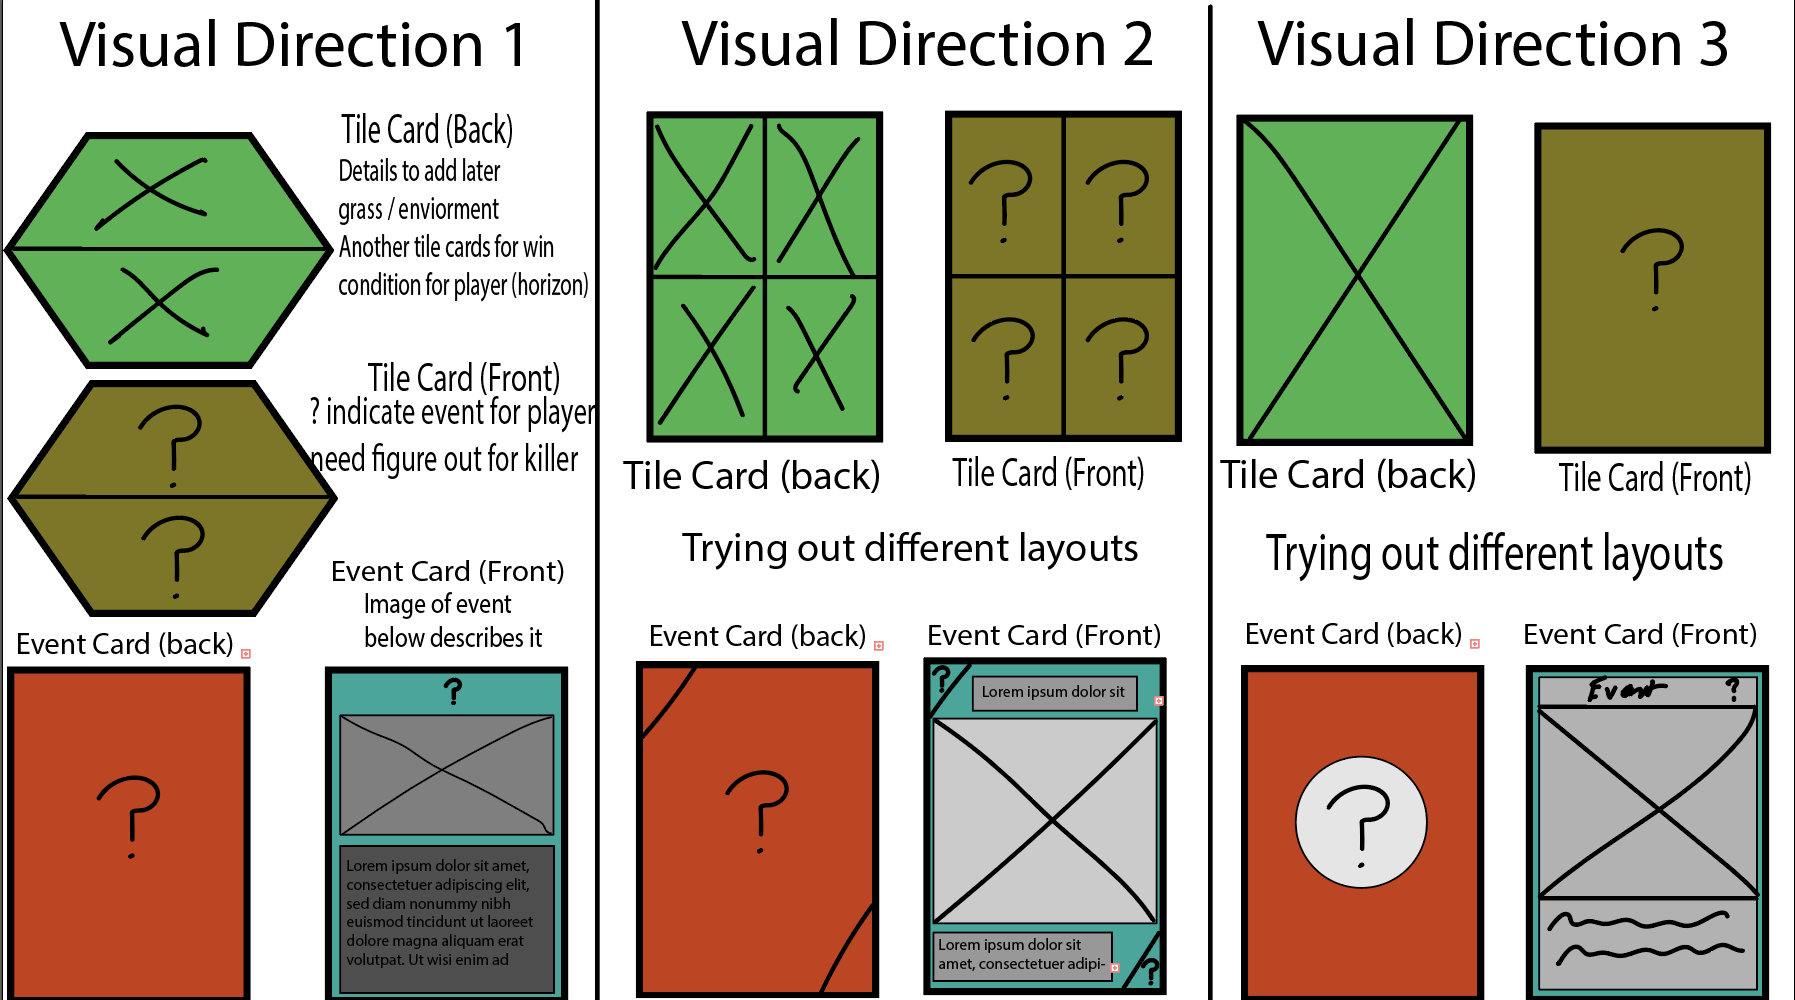 Visual Direction 1
Tile Card (Back)
Details to add later
grass / enviorment
Another tile cards for win
condition for player (horizon)
Tile Card (Front)
? indicate event for player
need figure out for killer
?
?
Event Card (Front)
Image of event
below describes it
Event Card (back)
?
?
Lorem ipsum dolor sit amet,
consectetuer adipiscing elit,
sed diam nonummy nibh
euismod tincidunt ut laoreet
dolore magna aliquam erat
volutpat. Ut wisi enim ad
Visual Direction 2
? ?
? ?
Tile Card (back)
Tile Card (Front)
Trying out different layouts
Event Card (back)
Event Card (Front)
?
?
Lorem ipsum dolor sit
Lorem ipsum dolor sit
amet, consectetuer adipi-
?
Visual Direction 3
?
Tile Card (back)
Tile Card (Front)
Trying out different layouts
Event Card (back)
Event Card (Front)
?
Event ?